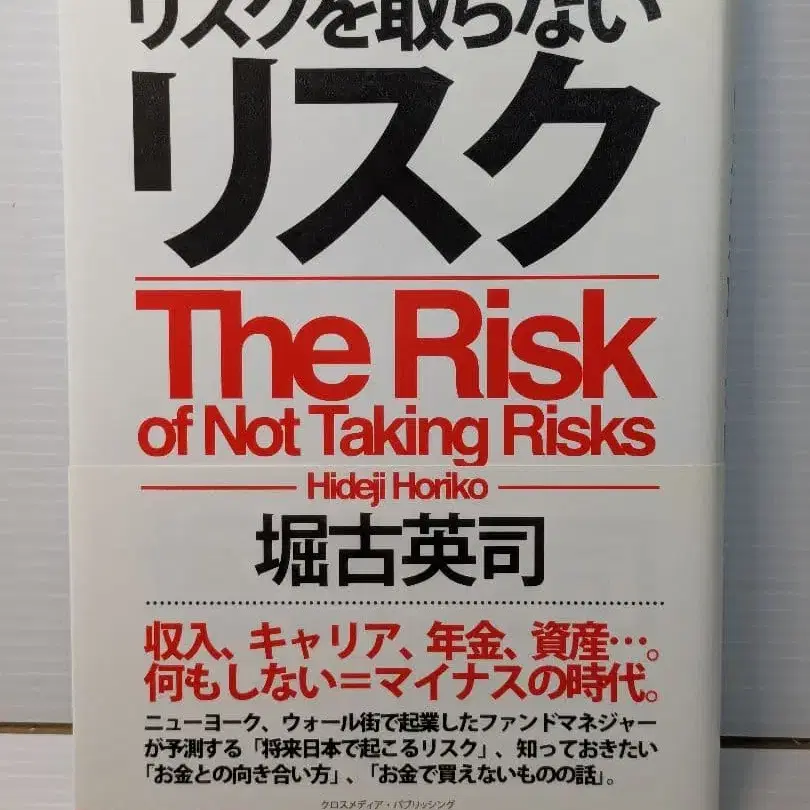 リスクを取らない
リスク
The Risk
of Not Taking Risks
Hideji Horiko
堀古英司
収入、キャリア、年金、資産…。
何もしない＝マイナスの時代。
ニューヨーク、ウォール街で起業したファンドマネジャー
が予測する「将来日本で起こるリスク」、知っておきたい
「お金との向き合い方」、「お金で買えないものの話」。
クロスメディア・パブリッシング